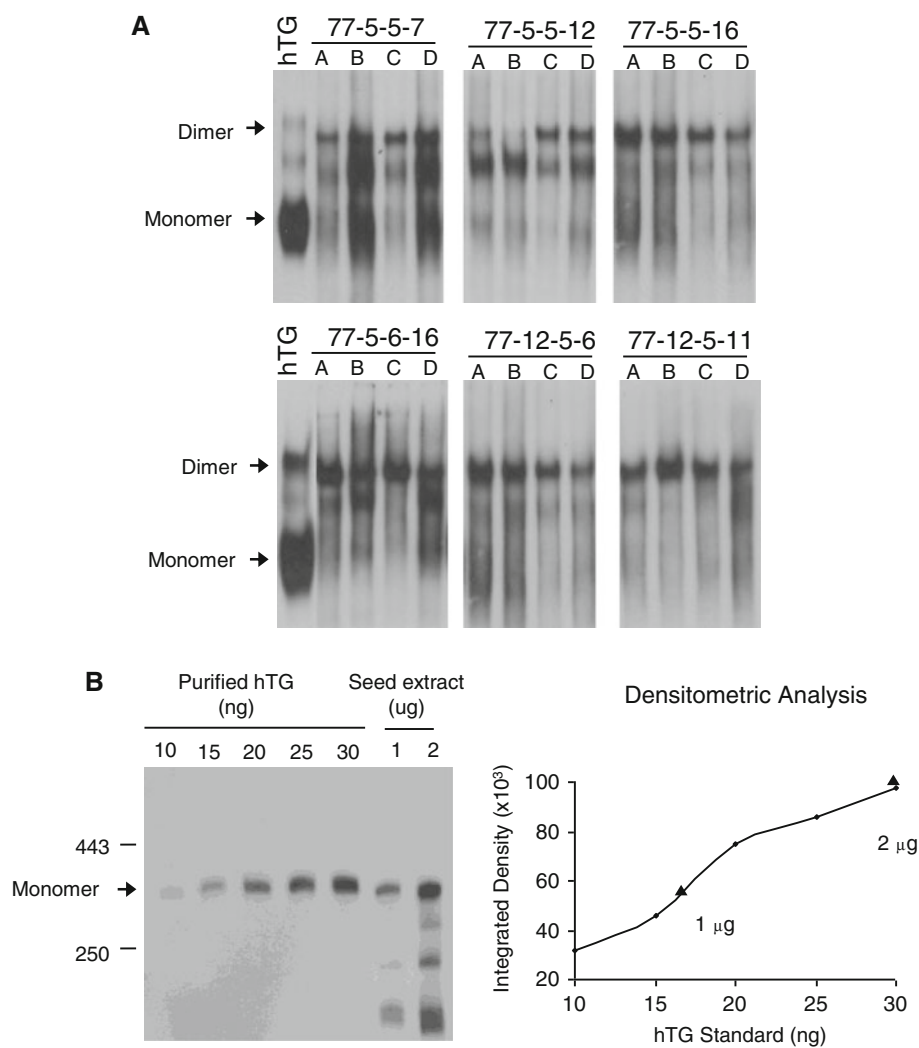 A
hTG 77-5-5-7 77-5-5-12 77-5-5-16
A B C D A B C D A B C D
Dimer
Monomer
hTG 77-5-6-16 77-12-5-6 77-12-5-11
A B C D A B C D A B C D
Dimer
Monomer
B
Purified hTG
(ng)
Seed extract
(ug)
10 15 20 25 30 1 2
443
Monomer
250
Densitometric Analysis
Integrated Density (x10³)
100
80
60
40
20
2 μg
1 μg
10 15 20 25 30
hTG Standard (ng)